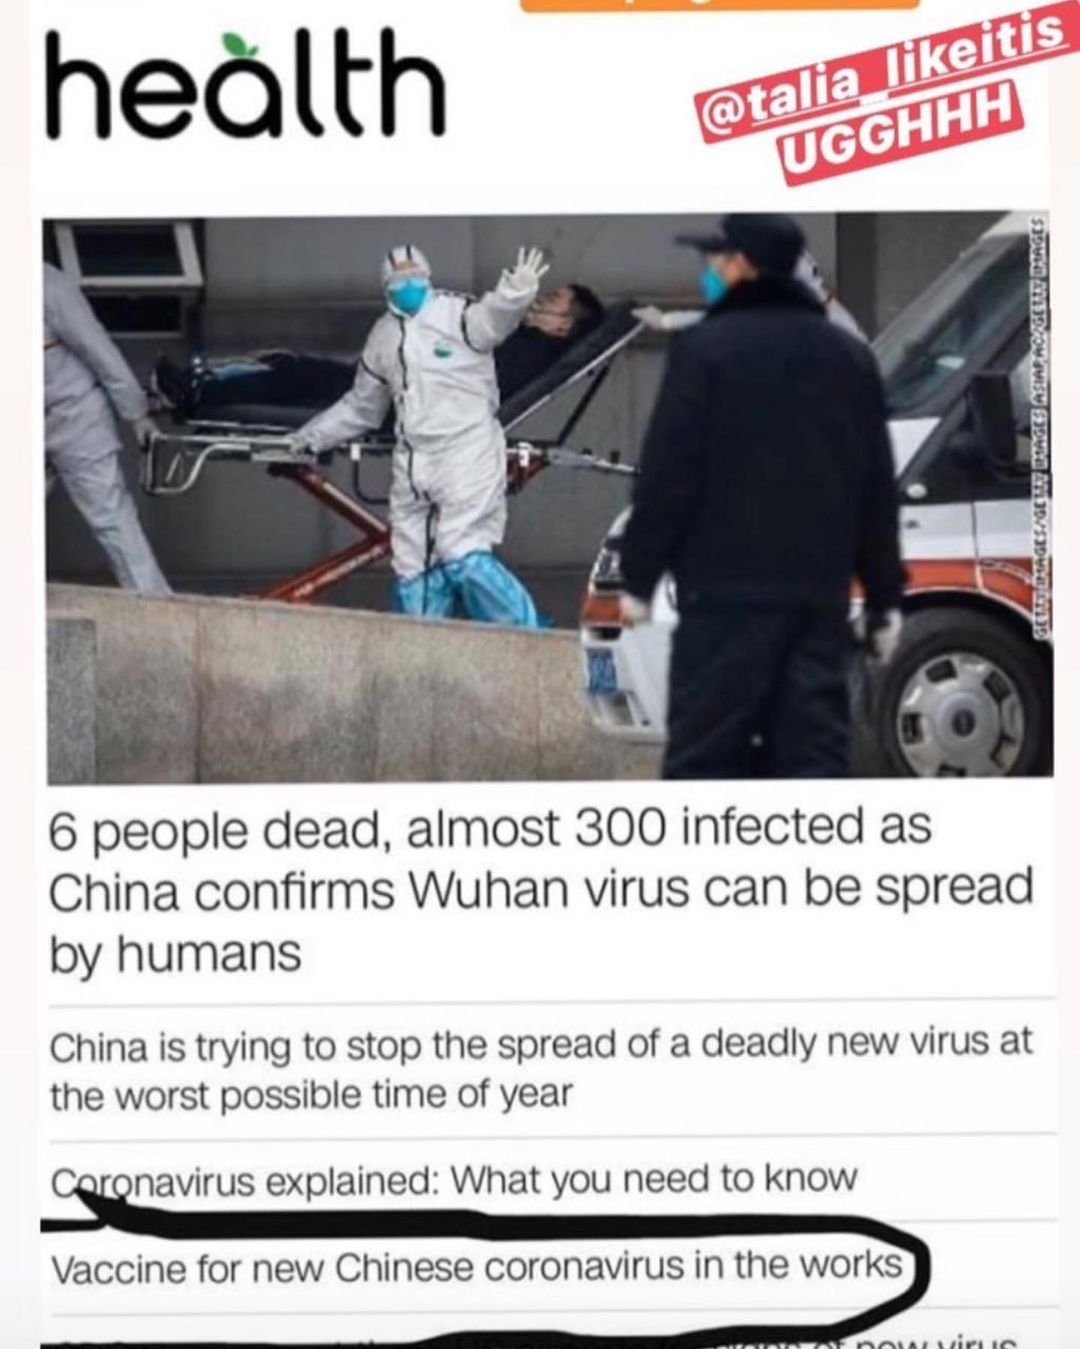 health
@talia_likeitis
UGGHHH
GETTY IMAGES/GETTY IMAGES ASIAPAC/GETTY IMAGES
6 people dead, almost 300 infected as
China confirms Wuhan virus can be spread
by humans
China is trying to stop the spread of a deadly new virus at
the worst possible time of year
Coronavirus explained: What you need to know
Vaccine for new Chinese coronavirus in the works
of new virus